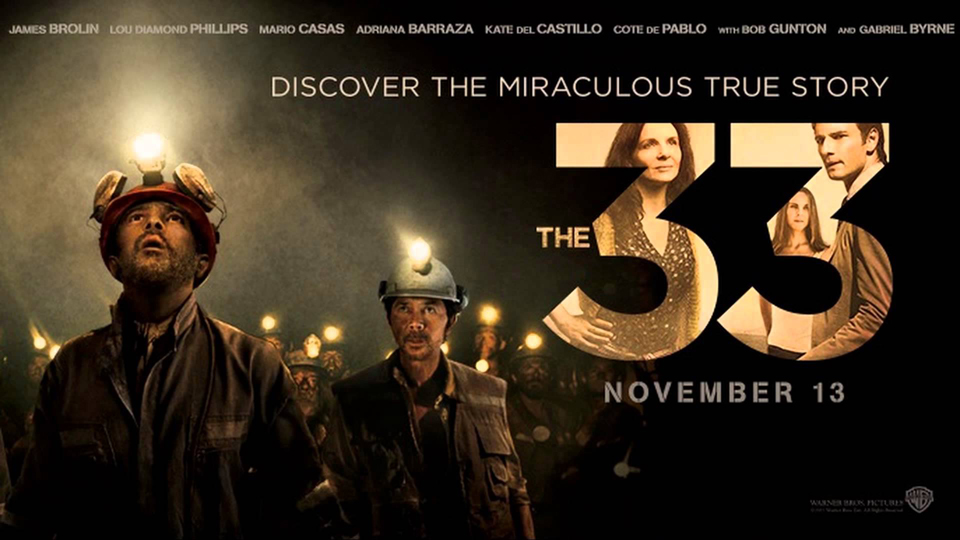 JAMES BROLIN LOU DIAMOND PHILLIPS MARIO CASAS ADRIANA BARRAZA KATE DEL CASTILLO COTE DE PABLO WITH BOB GUNTON AND GABRIEL BYRNE
DISCOVER THE MIRACULOUS TRUE STORY
THE 33
NOVEMBER 13
WARNER BROS. PICTURES